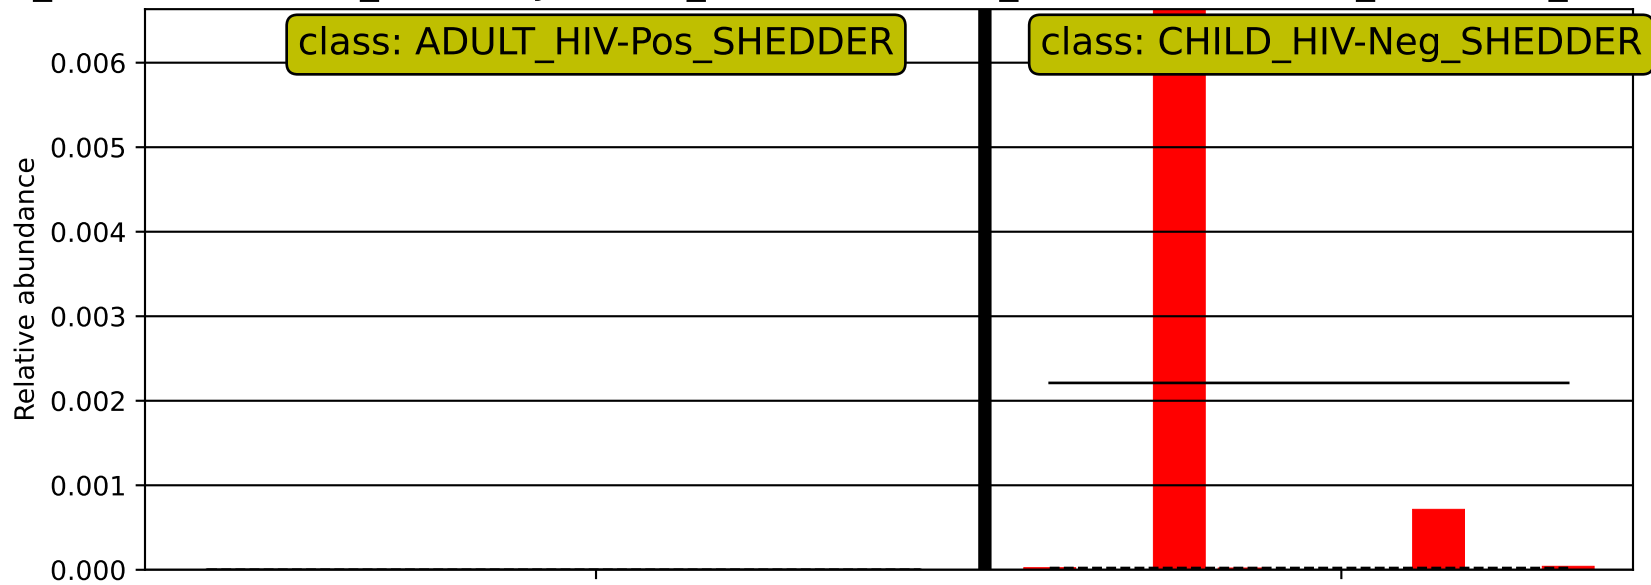 class: ADULT_HIV-Pos_SHEDDER
class: CHILD_HIV-Neg_SHEDDER
0.006
0.005
0.004
0.003
0.002
0.001
0.000
Relative abundance